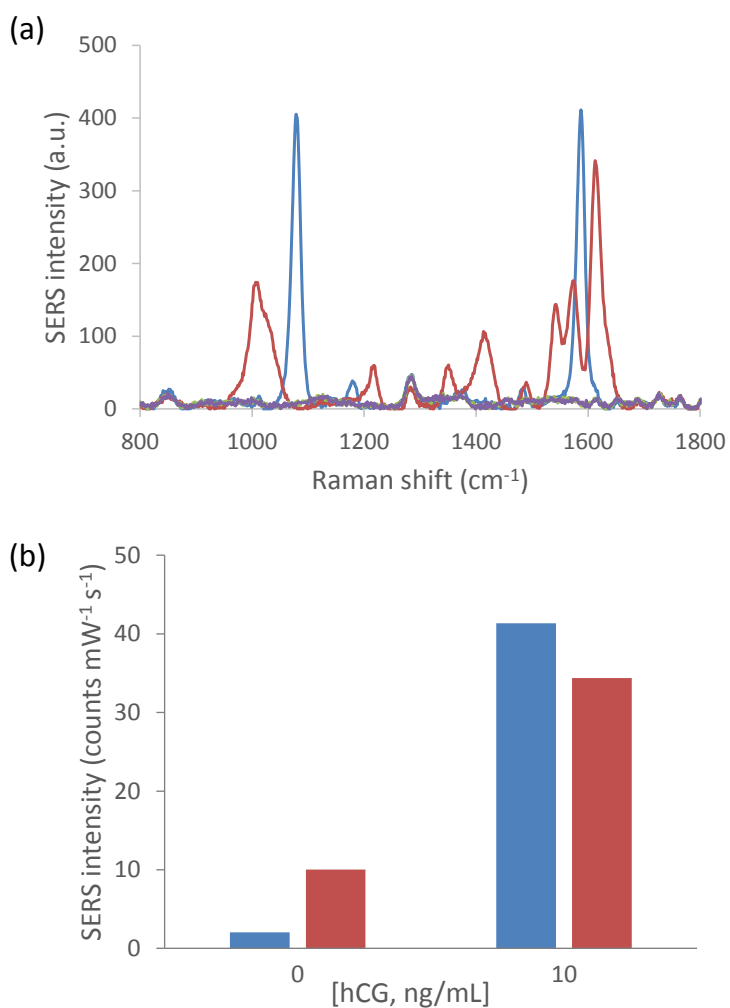 (a)
SERS intensity (a.u.)
500
400
300
200
100
0
800 1000 1200 1400 1600 1800
Raman shift (cm⁻¹)
(b)
SERS intensity (counts mW⁻¹ s⁻¹)
50
40
30
20
10
0
0 10
[hCG, ng/mL]